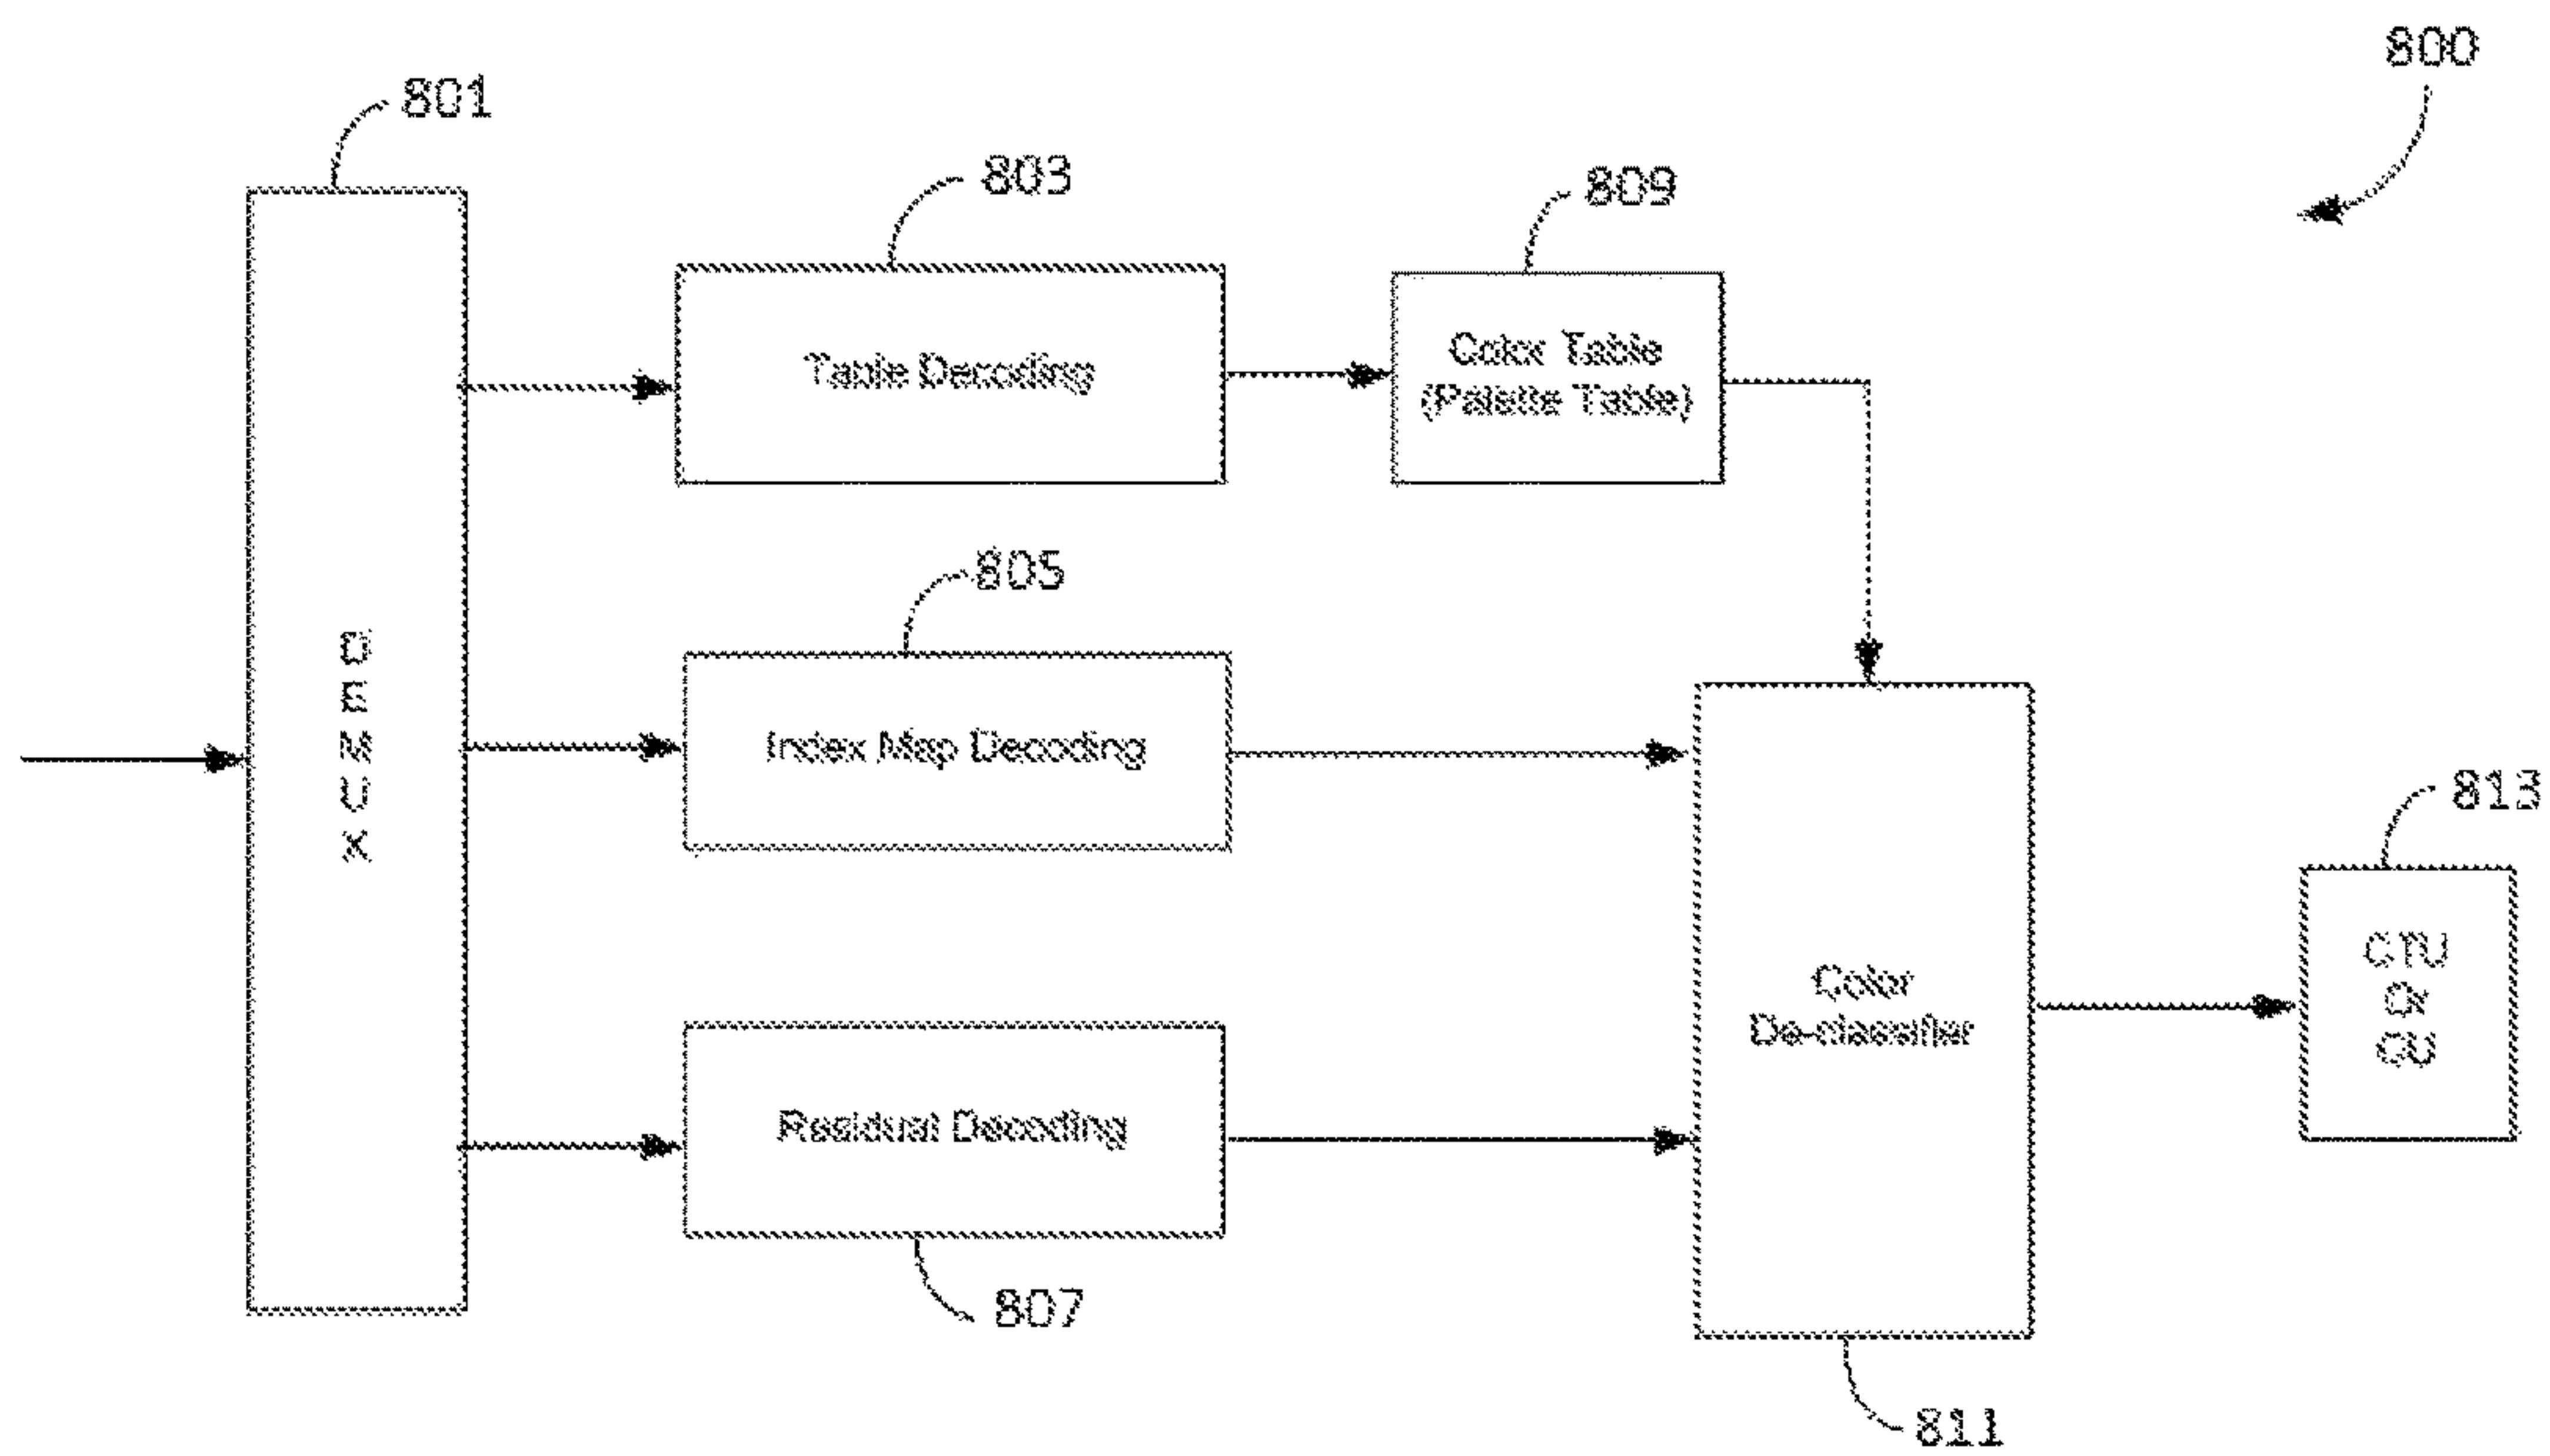 800
801
803
809
Table Decoding
Color Table
(Palette Table)
805
D
E
M
U
X
Index Map Decoding
813
CTU
Or
CU
Color
De-classifier
Residual Decoding
807
811